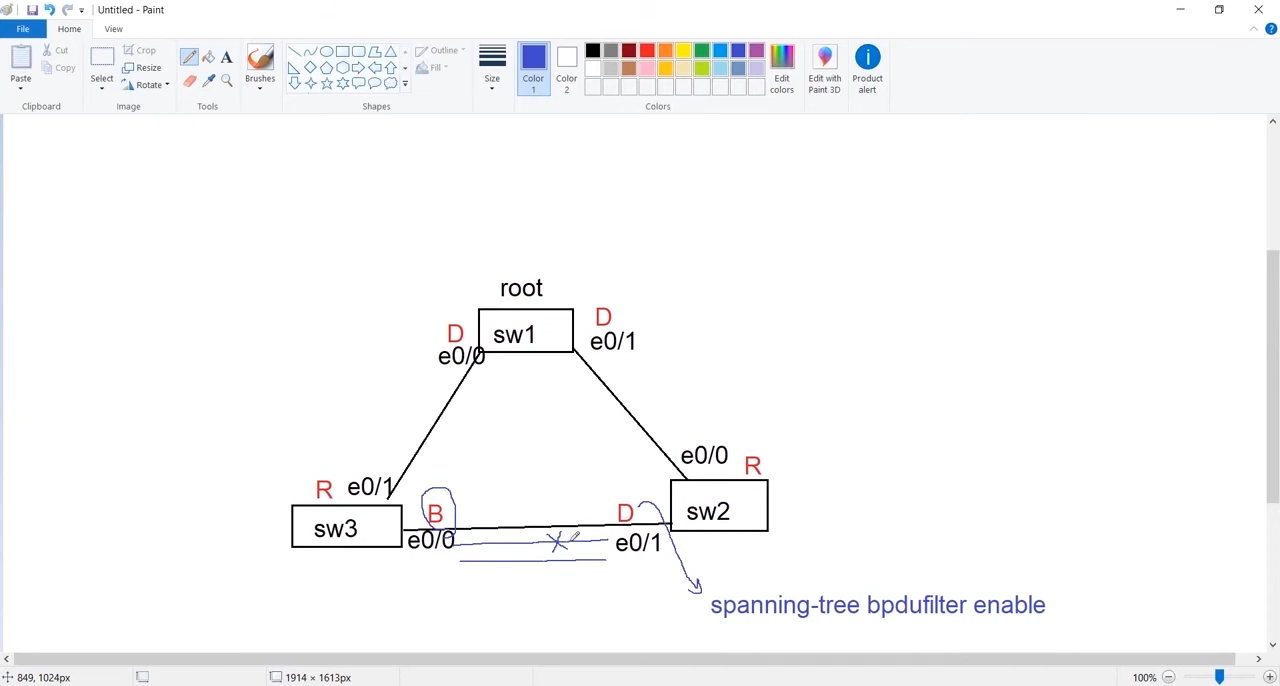 Untitled - Paint
File
Home
View
Paste
Cut
Copy
Clipboard
Select
Crop
Resize
Rotate
Image
A
Tools
Brushes
Outline
Fill
Shapes
Size
Color
1
Color
2
Edit
colors
Colors
Edit with
Paint 3D
Product
alert
root
D
sw1
D
e0/0
e0/1
e0/0
R
R
e0/1
sw2
sw3
B
D
e0/0
e0/1
spanning-tree bpdufilter enable
849, 1024px
1914 × 1613px
100%